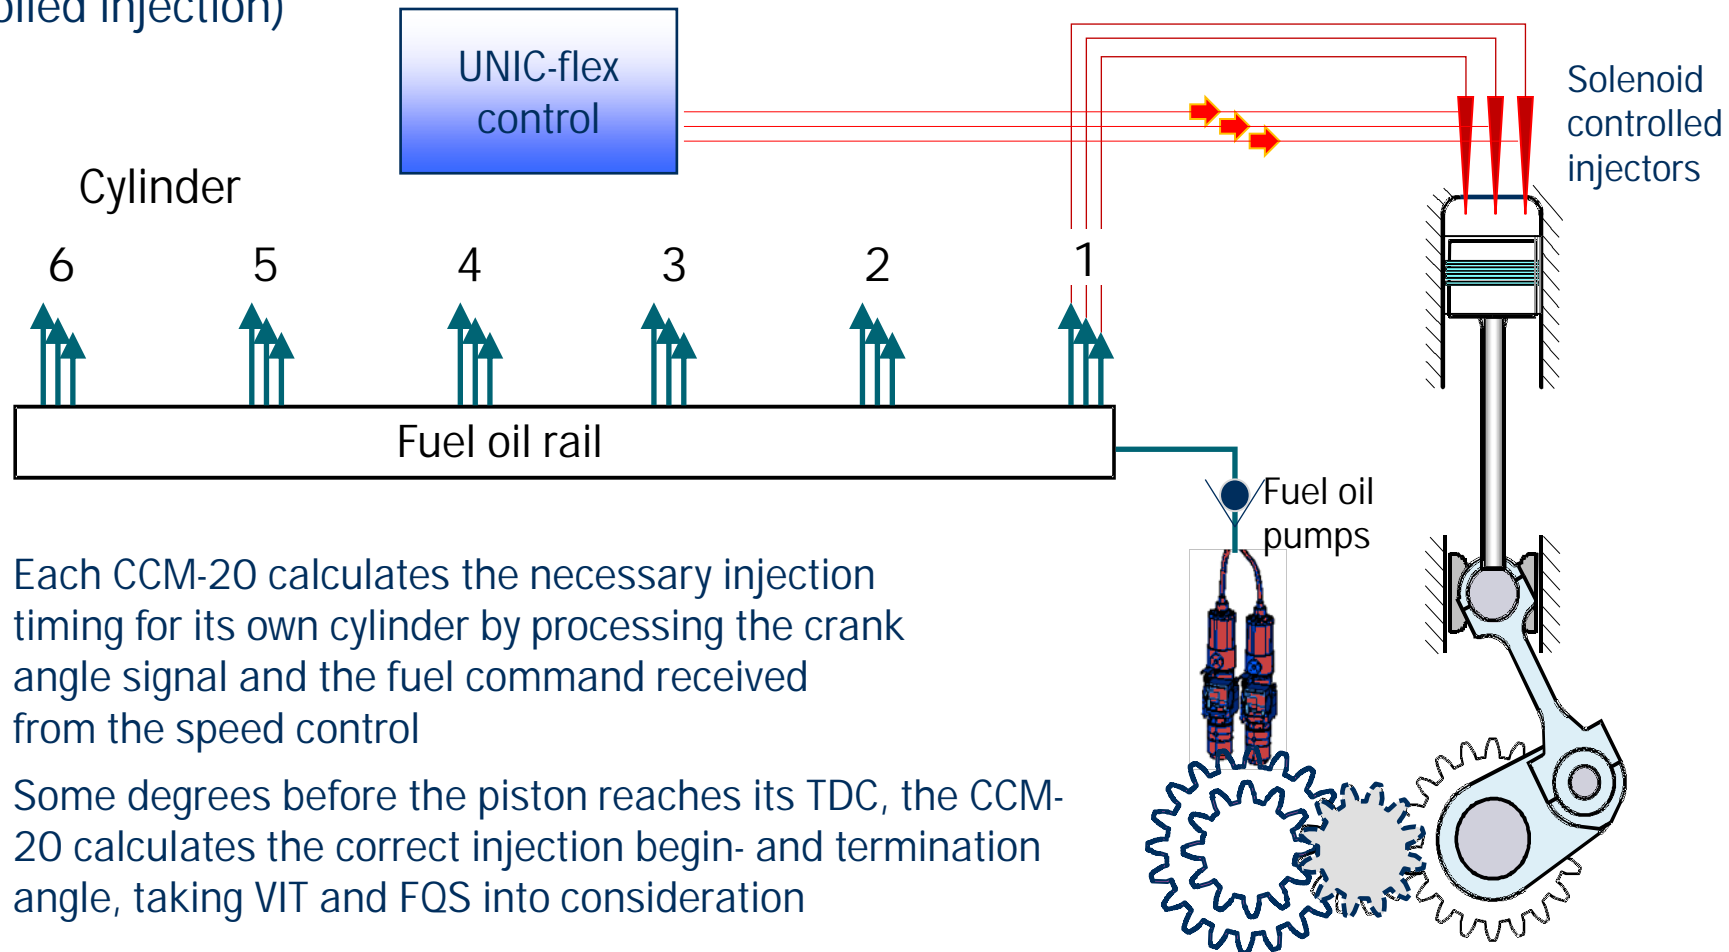 olled Injection)
UNIC-flex
control
Solenoid
controlled
injectors
Cylinder
6 5 4 3 2 1
Fuel oil rail
Fuel oil
pumps
Each CCM-20 calculates the necessary injection
timing for its own cylinder by processing the crank
angle signal and the fuel command received
from the speed control
Some degrees before the piston reaches its TDC, the CCM-
20 calculates the correct injection begin- and termination
angle, taking VIT and FQS into consideration